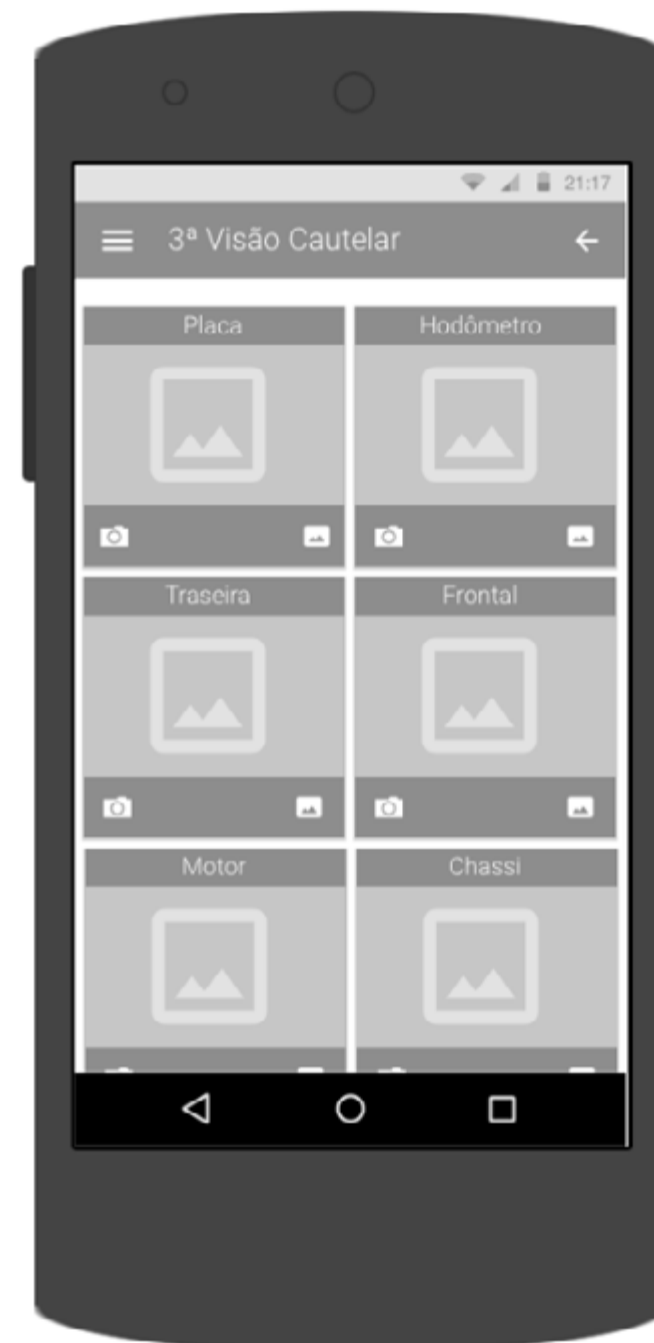 21:17
3ª Visão Cautelar
Placa
Hodômetro
Traseira
Frontal
Motor
Chassi